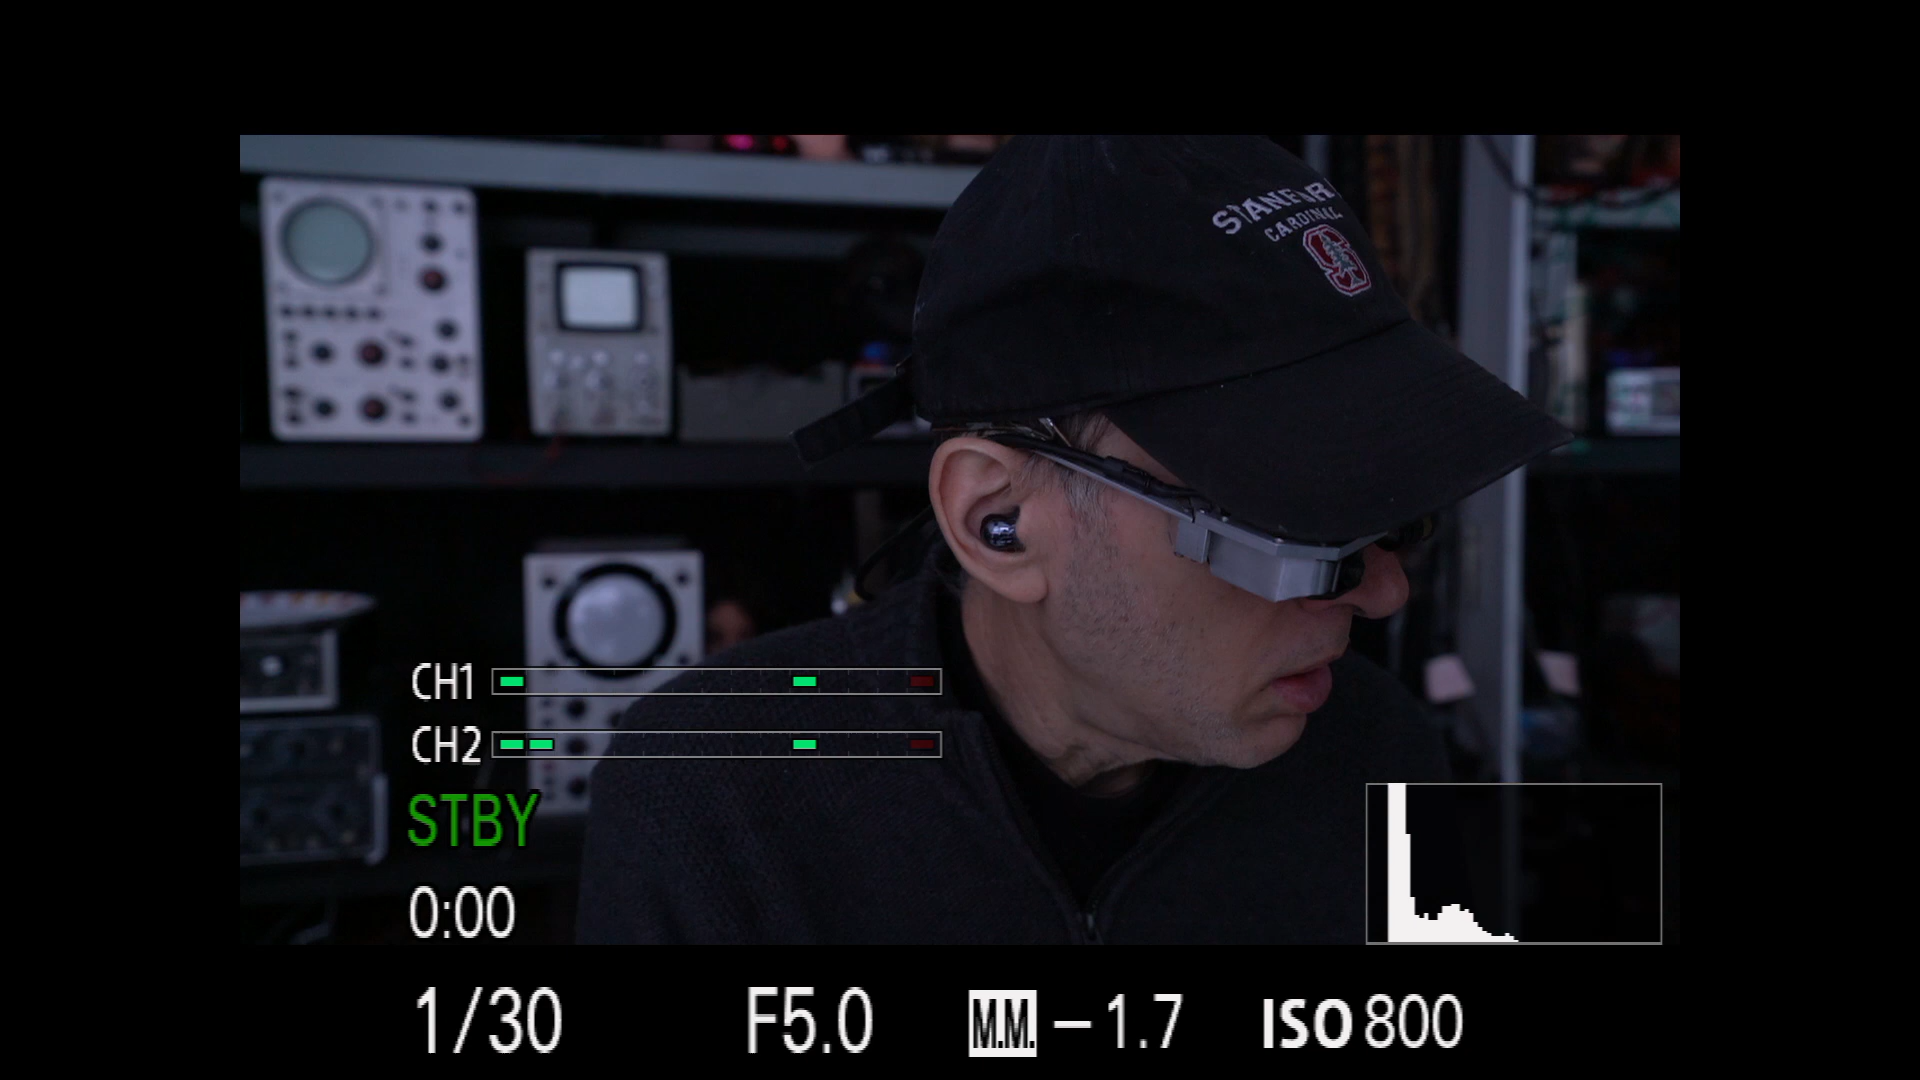 STANFORD
CARDINAL
S
CH1
CH2
STBY
0:00
1/30 F5.0 M.M. −1.7 ISO 800